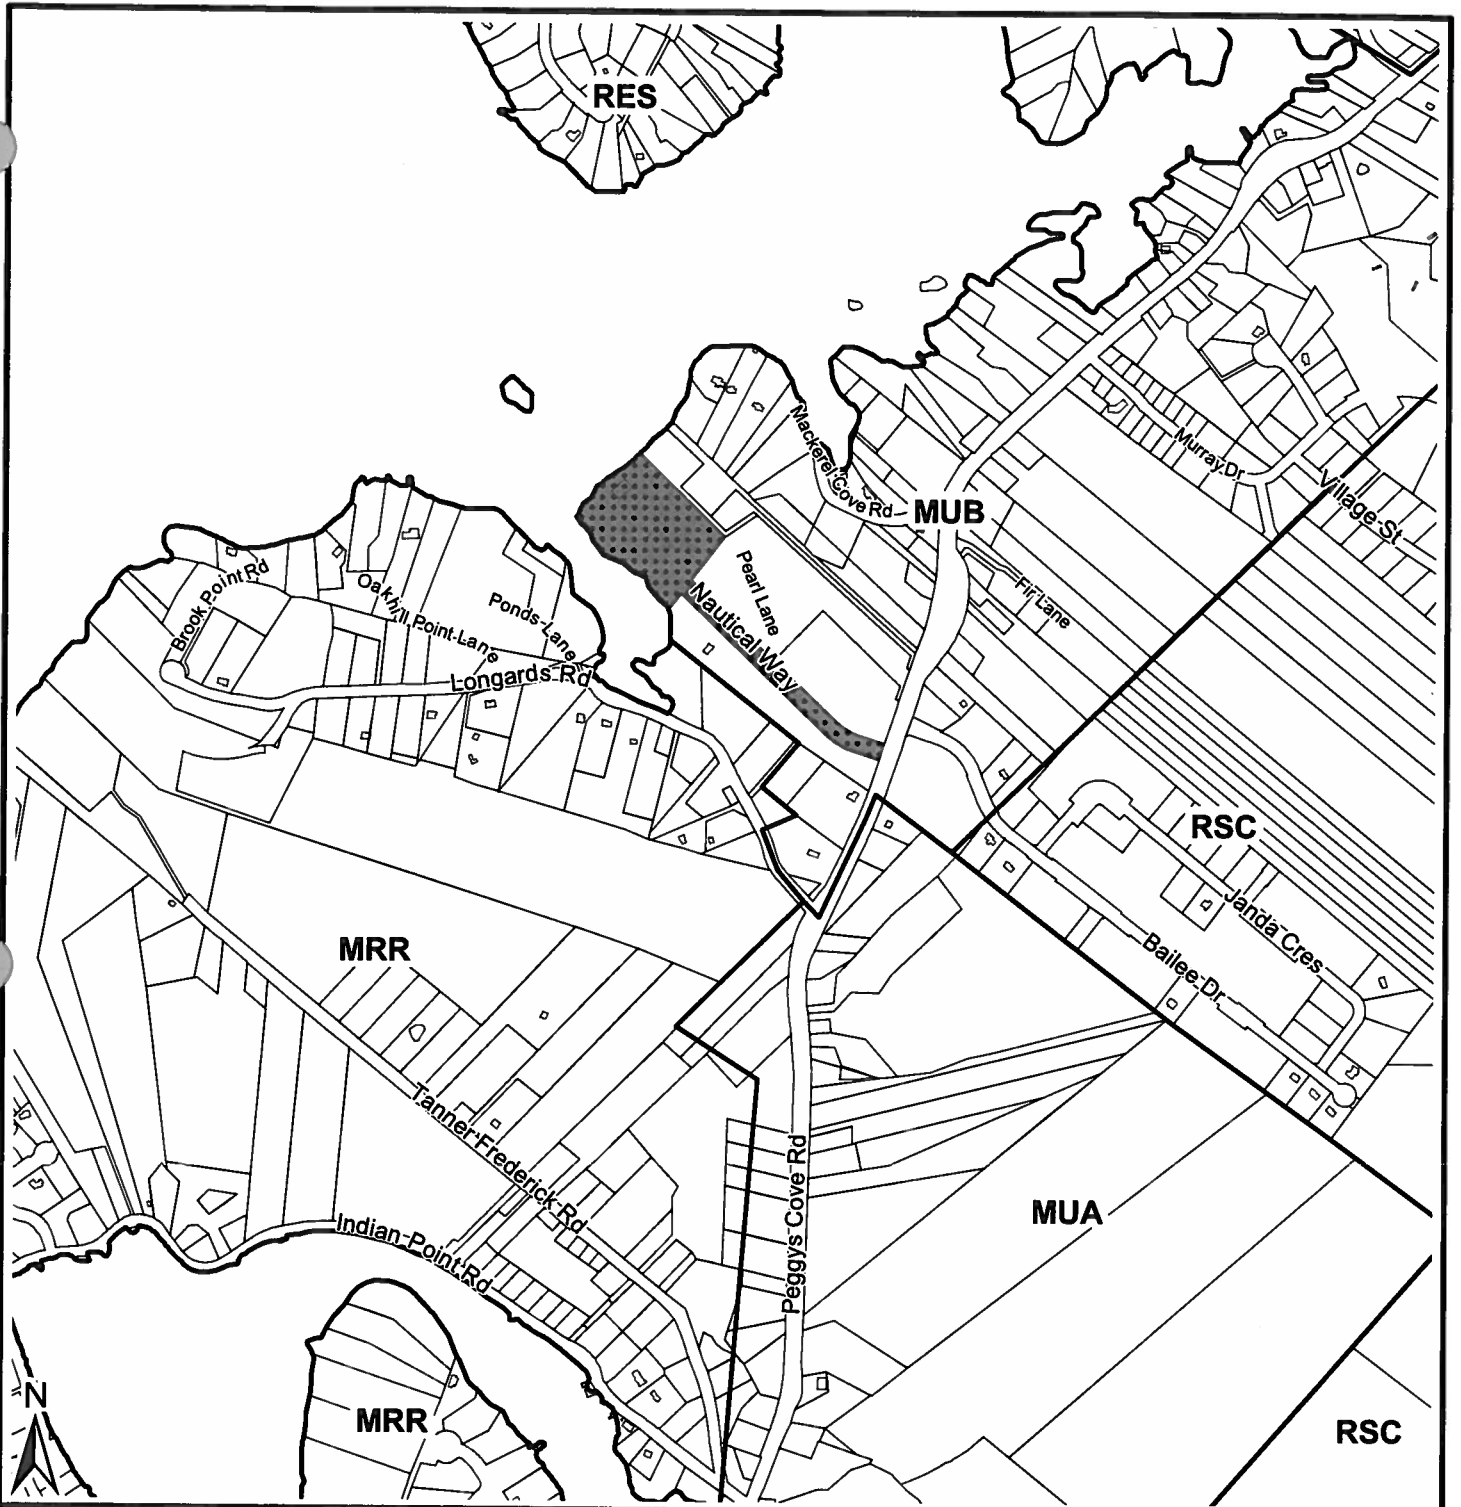 RES
Mackerel Cove Rd
MUB
Murray Dr
Village St
Pearl Lane
Nautical Way
Fir Lane
Brook Point Rd
Oakhill Point Lane
Ponds Lane
Longards Rd
RSC
Janda Cres
Bailee Dr
MRR
Tanner Frederick Rd
Peggys Cove Rd
MUA
Indian Point Rd
N
MRR
RSC